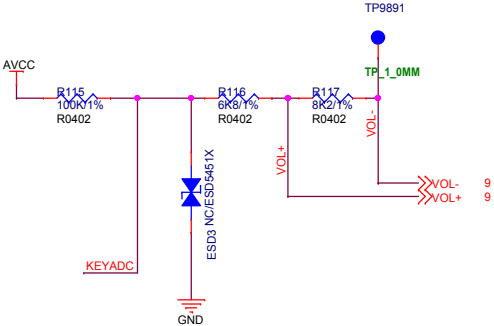 TP9891
AVCC
TP_1_0MM
R115
100K/1%
R0402
R116
6K8/1%
R0402
R117
8K2/1%
R0402
VOL+
VOL-
ESD3 NC/ESD5451X
VOL- 9
VOL+ 9
KEYADC
GND